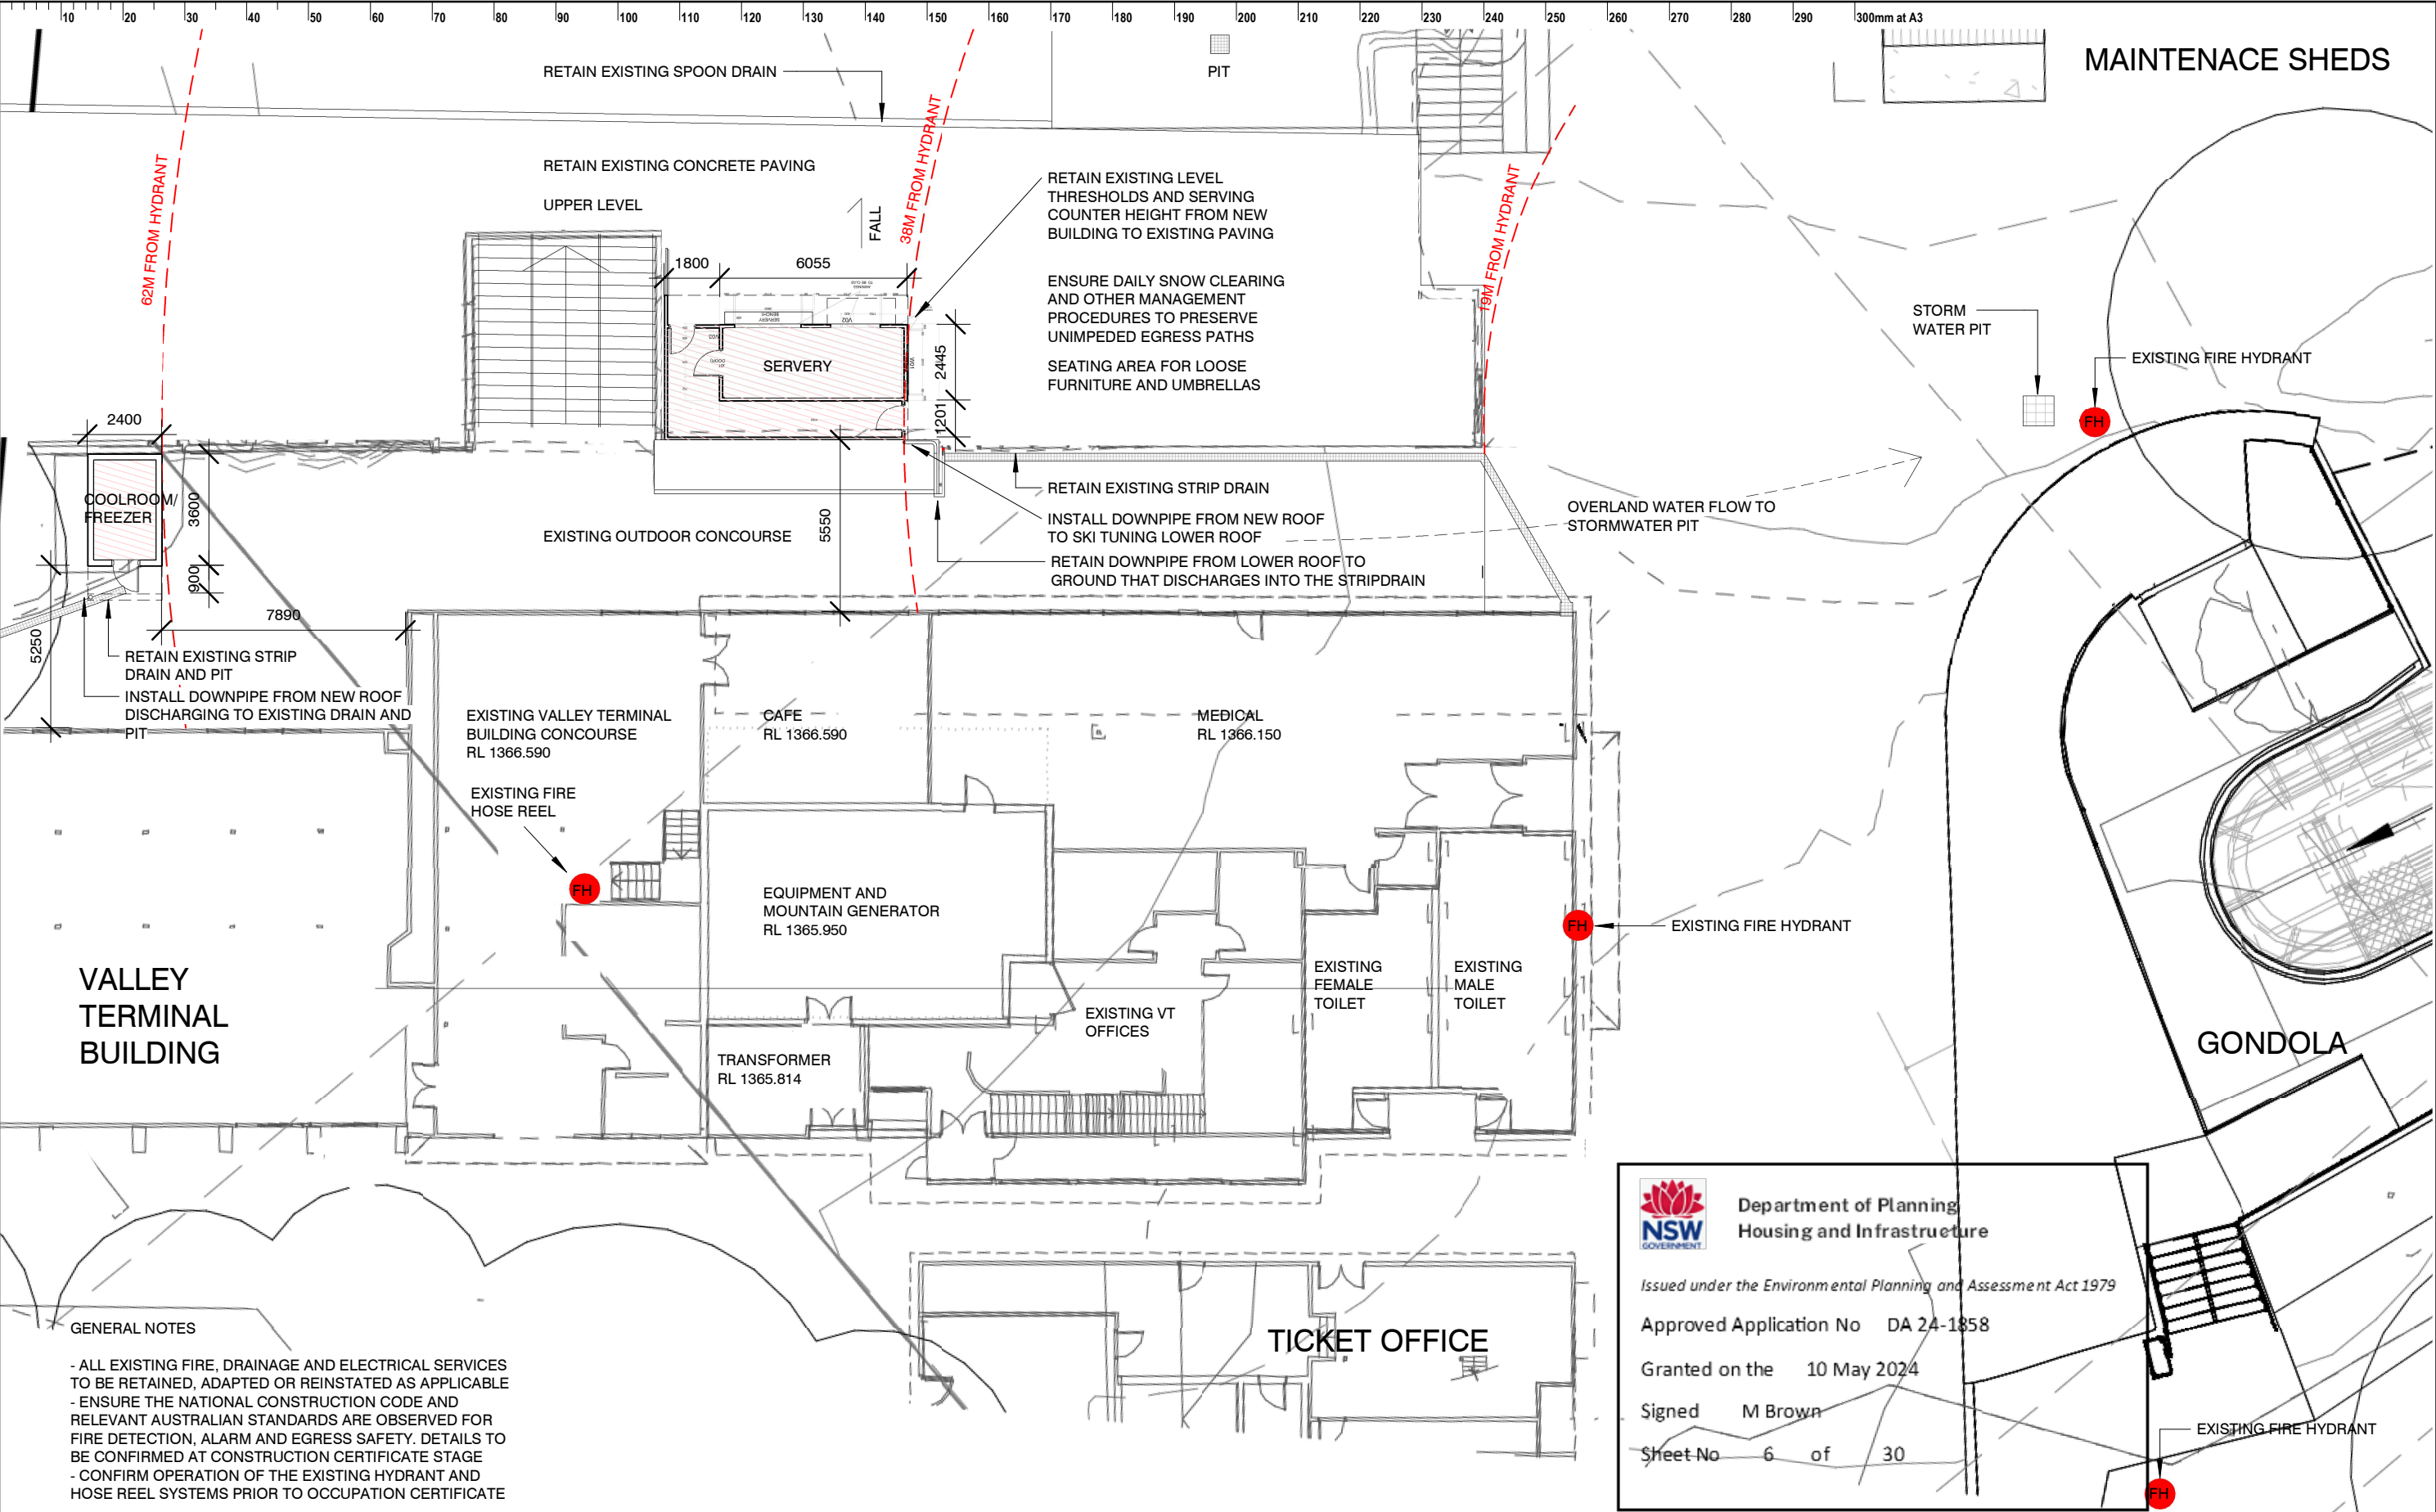 10 20 30 40 50 60 70 80 90 100 110 120 130 140 150 160 170 180 190 200 210 220 230 240 250 260 270 280 290 300mm at A3
MAINTENACE SHEDS
RETAIN EXISTING SPOON DRAIN
PIT
62M FROM HYDRANT
38M FROM HYDRANT
19M FROM HYDRANT
RETAIN EXISTING CONCRETE PAVING
UPPER LEVEL
FALL
RETAIN EXISTING LEVEL
THRESHOLDS AND SERVING
COUNTER HEIGHT FROM NEW
BUILDING TO EXISTING PAVING
ENSURE DAILY SNOW CLEARING
AND OTHER MANAGEMENT
PROCEDURES TO PRESERVE
UNIMPEDED EGRESS PATHS
SEATING AREA FOR LOOSE
FURNITURE AND UMBRELLAS
1800
6055
SERVERY
BENCH
V02
V03
SERVERY
2445
1201
STORM
WATER PIT
EXISTING FIRE HYDRANT
FH
2400
COOLROOM/
FREEZER
3600
900
7890
5250
5550
EXISTING OUTDOOR CONCOURSE
RETAIN EXISTING STRIP DRAIN
INSTALL DOWNPIPE FROM NEW ROOF
TO SKI TUNING LOWER ROOF
RETAIN DOWNPIPE FROM LOWER ROOF TO
GROUND THAT DISCHARGES INTO THE STRIPDRAIN
OVERLAND WATER FLOW TO
STORMWATER PIT
RETAIN EXISTING STRIP
DRAIN AND PIT
INSTALL DOWNPIPE FROM NEW ROOF
DISCHARGING TO EXISTING DRAIN AND
PIT
EXISTING VALLEY TERMINAL
BUILDING CONCOURSE
RL 1366.590
CAFE
RL 1366.590
MEDICAL
RL 1366.150
EXISTING FIRE
HOSE REEL
FH
EQUIPMENT AND
MOUNTAIN GENERATOR
RL 1365.950
FH
EXISTING FIRE HYDRANT
VALLEY
TERMINAL
BUILDING
EXISTING
FEMALE
TOILET
EXISTING
MALE
TOILET
EXISTING VT
OFFICES
TRANSFORMER
RL 1365.814
GONDOLA
TICKET OFFICE
GENERAL NOTES
- ALL EXISTING FIRE, DRAINAGE AND ELECTRICAL SERVICES
TO BE RETAINED, ADAPTED OR REINSTATED AS APPLICABLE
- ENSURE THE NATIONAL CONSTRUCTION CODE AND
RELEVANT AUSTRALIAN STANDARDS ARE OBSERVED FOR
FIRE DETECTION, ALARM AND EGRESS SAFETY. DETAILS TO
BE CONFIRMED AT CONSTRUCTION CERTIFICATE STAGE
- CONFIRM OPERATION OF THE EXISTING HYDRANT AND
HOSE REEL SYSTEMS PRIOR TO OCCUPATION CERTIFICATE
NSW
GOVERNMENT
Department of Planning
Housing and Infrastructure
Issued under the Environmental Planning and Assessment Act 1979
Approved Application No DA 24-1858
Granted on the 10 May 2024
Signed M Brown
Sheet No 6 of 30
EXISTING FIRE HYDRANT
FH